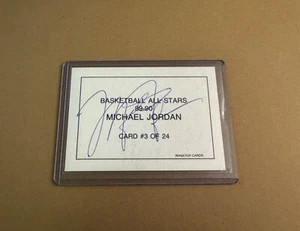 BASKETBALL ALL STARS
89-90
MICHAEL JORDAN
CARD #3 OF 24